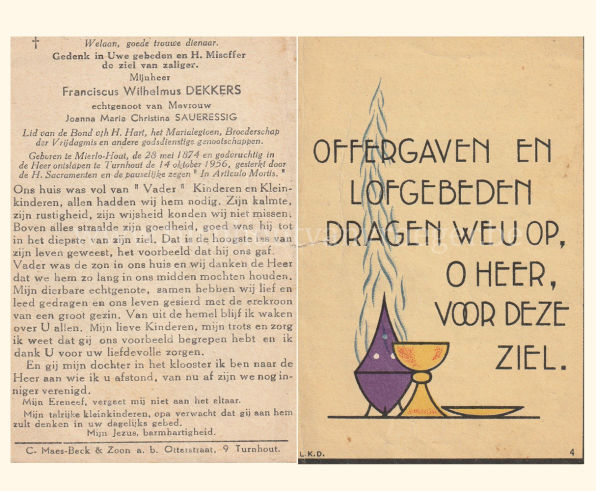 Welaan, goede trouwe dienaar.
Gedenk in Uwe gebeden en H. Misoffer
de ziel van zaliger.
Mijnheer
Franciscus Wilhelmus DEKKERS
echtgenoot van Mevrouw
Joanna Maria Christina SAUERESSIG
Lid van de Bond v/h H. Hart, het Marialegioen, Broederschap
der Vrijdagmis en andere godsdienstige genootschappen.
Geboren te Mierlo-Hout, de 28 mei 1874 en godvruchtig in
de Heer ontslapen te Turnhout de 14 oktober 1956, gesterkt door
de H. Sacramenten en de pauselijke zegen "In Articulo Mortis,"
Ons huis was vol van "Vader" Kinderen en Klein-
kinderen, allen hadden wij hem nodig. Zijn kalmte,
zijn rustigheid, zijn wijsheid konden wij niet missen.
Boven alles straalde zijn goedheid, goed was hij tot
in het diepste van zijn ziel. Dat is de hoogste les van
zijn leven geweest, het voorbeeld dat hij ons gaf.
Vader was de zon in ons huis en wij danken de Heer
dat we hem zo lang in ons midden mochten houden.
Mijn dierbare echtgenote, samen hebben wij lief en
leed gedragen en ons leven gesierd met de erekroon
van een groot gezin. Van uit de hemel blijf ik waken
over U allen. Mijn lieve Kinderen, mijn trots en zorg
ik weet dat gij ons voorbeeld begrepen hebt en ik
dank U voor uw liefdevolle zorgen.
En gij mijn dochter in het klooster ik ben naar de
Heer aan wie ik u afstond, van nu af zijn we nog in-
niger verenigd.
Mijn Ereneef, vergeet mij niet aan het altaar.
Mijn talrijke kleinkinderen, opa verwacht dat gij aan hem
zult denken in uw dagelijks gebed.
Mijn Jezus, barmhartigheid.
C. Maes-Beck & Zoon a. b. Otterstraat, 9 Turnhout.
OFFERGAVEN EN
LOFGEBEDEN
DRAGEN WE U OP,
O HEER,
VOOR DEZE
ZIEL.
L.K.D.
4